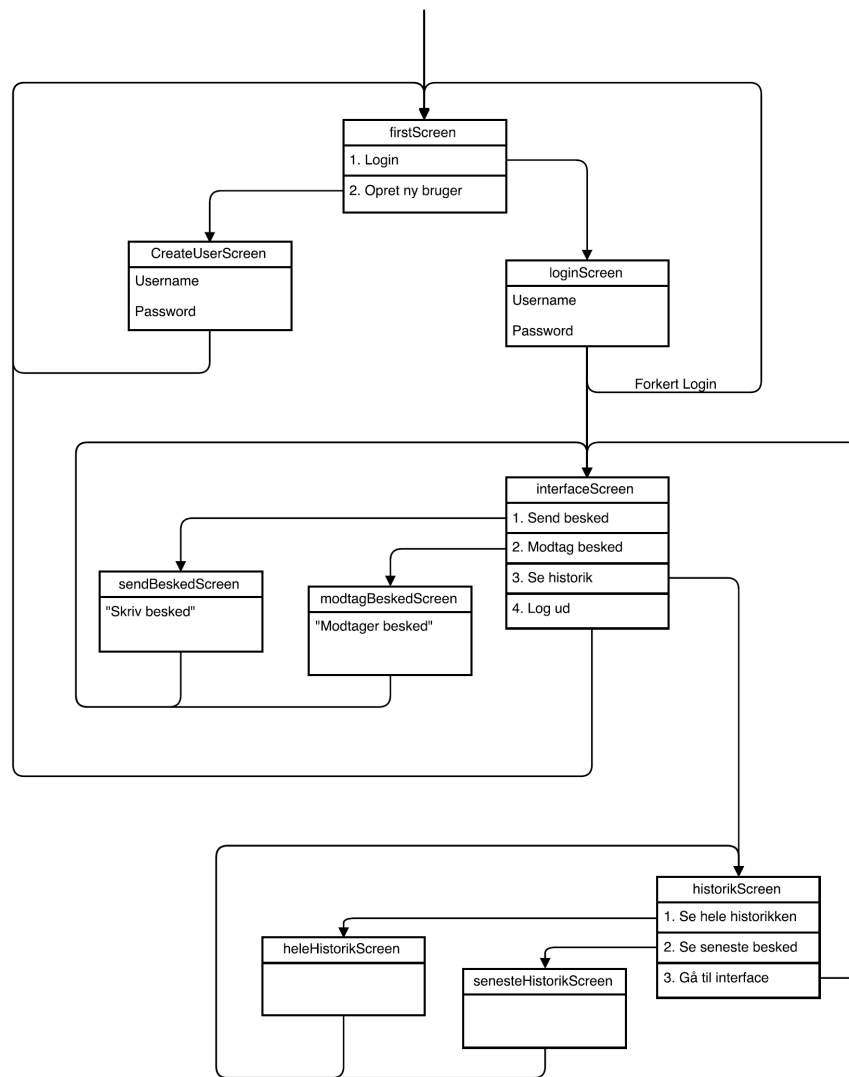 firstScreen
1. Login
2. Opret ny bruger
CreateUserScreen
Username
Password
loginScreen
Username
Password
Forkert Login
interfaceScreen
1. Send besked
2. Modtag besked
3. Se historik
4. Log ud
sendBeskedScreen
"Skriv besked"
modtagBeskedScreen
"Modtager besked"
historikScreen
1. Se hele historikken
2. Se seneste besked
3. Gå til interface
heleHistorikScreen
senesteHistorikScreen